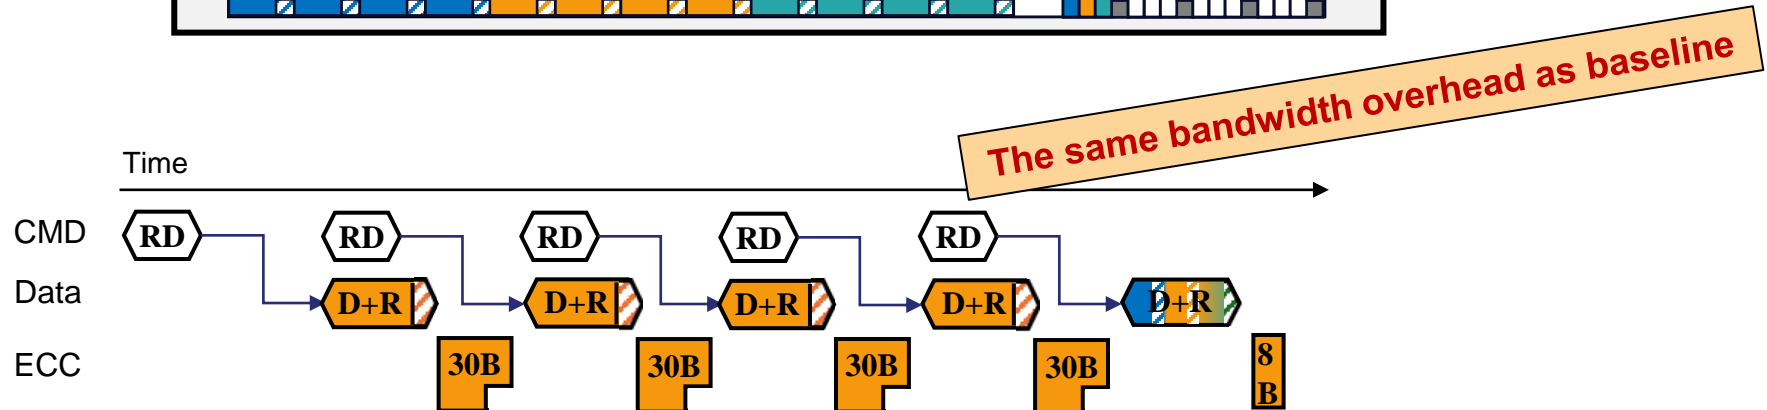 The same bandwidth overhead as baseline
Time
CMD RD RD RD RD RD
Data D+R D+R D+R D+R D+R
ECC 30B 30B 30B 30B 8
B